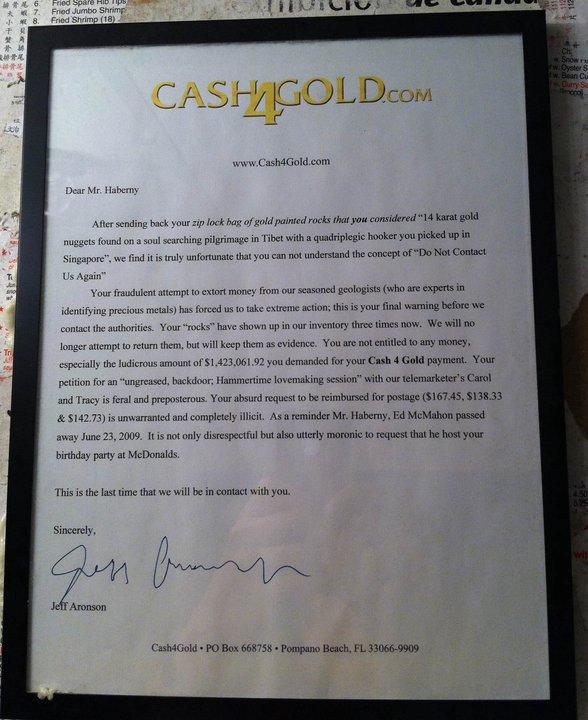 6. Fried Spare Rib Tips
7. Fried Jumbo Shrimp
8. Fried Shrimp (18)
CASH4GOLD.COM
www.Cash4Gold.com
Dear Mr. Haberny
After sending back your zip lock bag of gold painted rocks that you considered “14 karat gold
nuggets found on a soul searching pilgrimage in Tibet with a quadriplegic hooker you picked up in
Singapore”, we find it is truly unfortunate that you can not understand the concept of “Do Not Contact
Us Again”
Your fraudulent attempt to extort money from our seasoned geologists (who are experts in
identifying precious metals) has forced us to take extreme action; this is your final warning before we
contact the authorities. Your “rocks” have shown up in our inventory three times now. We will no
longer attempt to return them, but will keep them as evidence. You are not entitled to any money,
especially the ludicrous amount of $1,423,061.92 you demanded for your Cash 4 Gold payment. Your
petition for an “ungreased, backdoor; Hammertime lovemaking session” with our telemarketer’s Carol
and Tracy is feral and preposterous. Your absurd request to be reimbursed for postage ($167.45, $138.33
& $142.73) is unwarranted and completely illicit. As a reminder Mr. Haberny, Ed McMahon passed
away June 23, 2009. It is not only disrespectful but also utterly moronic to request that he host your
birthday party at McDonalds.
This is the last time that we will be in contact with you.
Sincerely,
Jeff Aronson
Cash4Gold • PO Box 668758 • Pompano Beach, FL 33066-9909